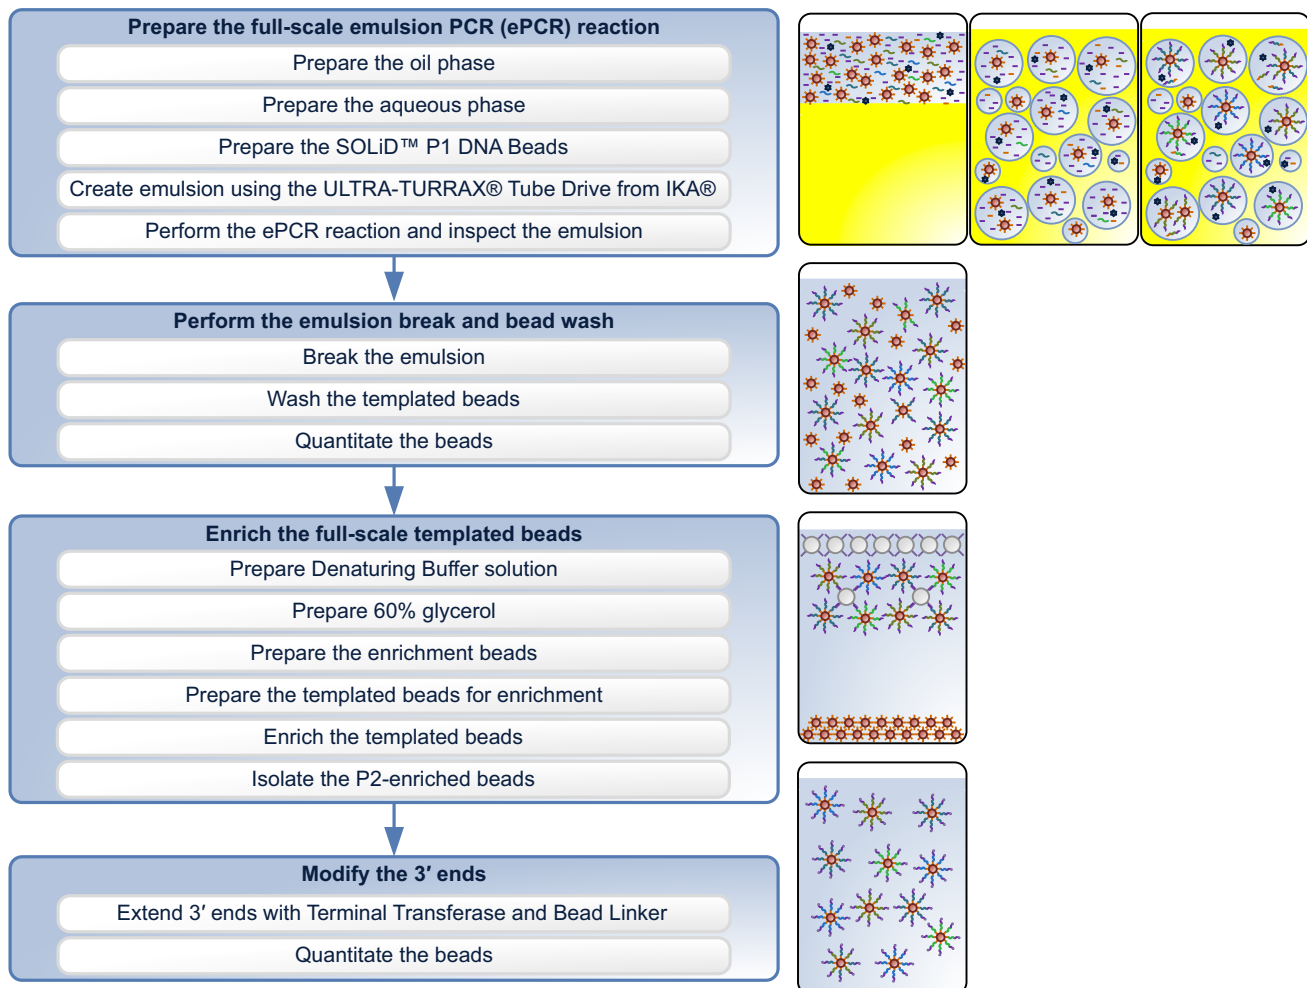 Prepare the full-scale emulsion PCR (ePCR) reaction
Prepare the oil phase
Prepare the aqueous phase
Prepare the SOLiD™ P1 DNA Beads
Create emulsion using the ULTRA-TURRAX® Tube Drive from IKA®
Perform the ePCR reaction and inspect the emulsion
Perform the emulsion break and bead wash
Break the emulsion
Wash the templated beads
Quantitate the beads
Enrich the full-scale templated beads
Prepare Denaturing Buffer solution
Prepare 60% glycerol
Prepare the enrichment beads
Prepare the templated beads for enrichment
Enrich the templated beads
Isolate the P2-enriched beads
Modify the 3′ ends
Extend 3′ ends with Terminal Transferase and Bead Linker
Quantitate the beads